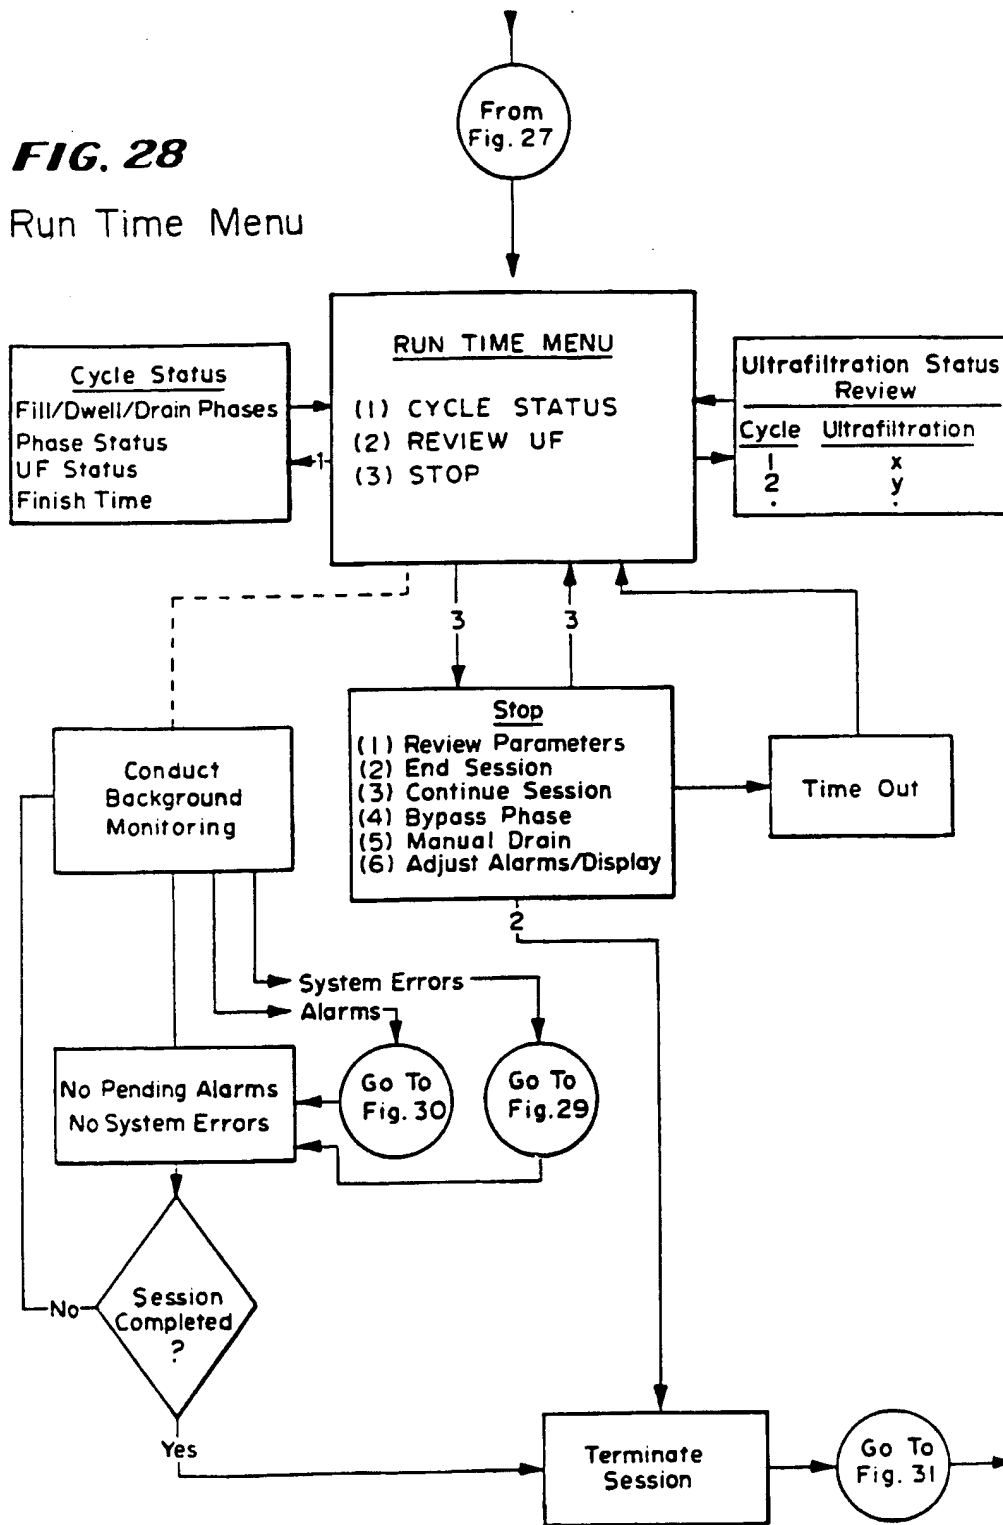 From
Fig. 27
FIG. 28
Run Time Menu
RUN TIME MENU
(1) CYCLE STATUS
(2) REVIEW UF
(3) STOP
Cycle Status
Fill/Dwell/Drain Phases
Phase Status
UF Status
Finish Time
1
Ultrafiltration Status
Review
Cycle Ultrafiltration
1 x
2 y
. .
3
3
Stop
(1) Review Parameters
(2) End Session
(3) Continue Session
(4) Bypass Phase
(5) Manual Drain
(6) Adjust Alarms/Display
2
Time Out
Conduct
Background
Monitoring
System Errors
Alarms
Go To
Fig. 30
Go To
Fig. 29
No Pending Alarms
No System Errors
Session
Completed
?
No
Yes
Terminate
Session
Go To
Fig. 31